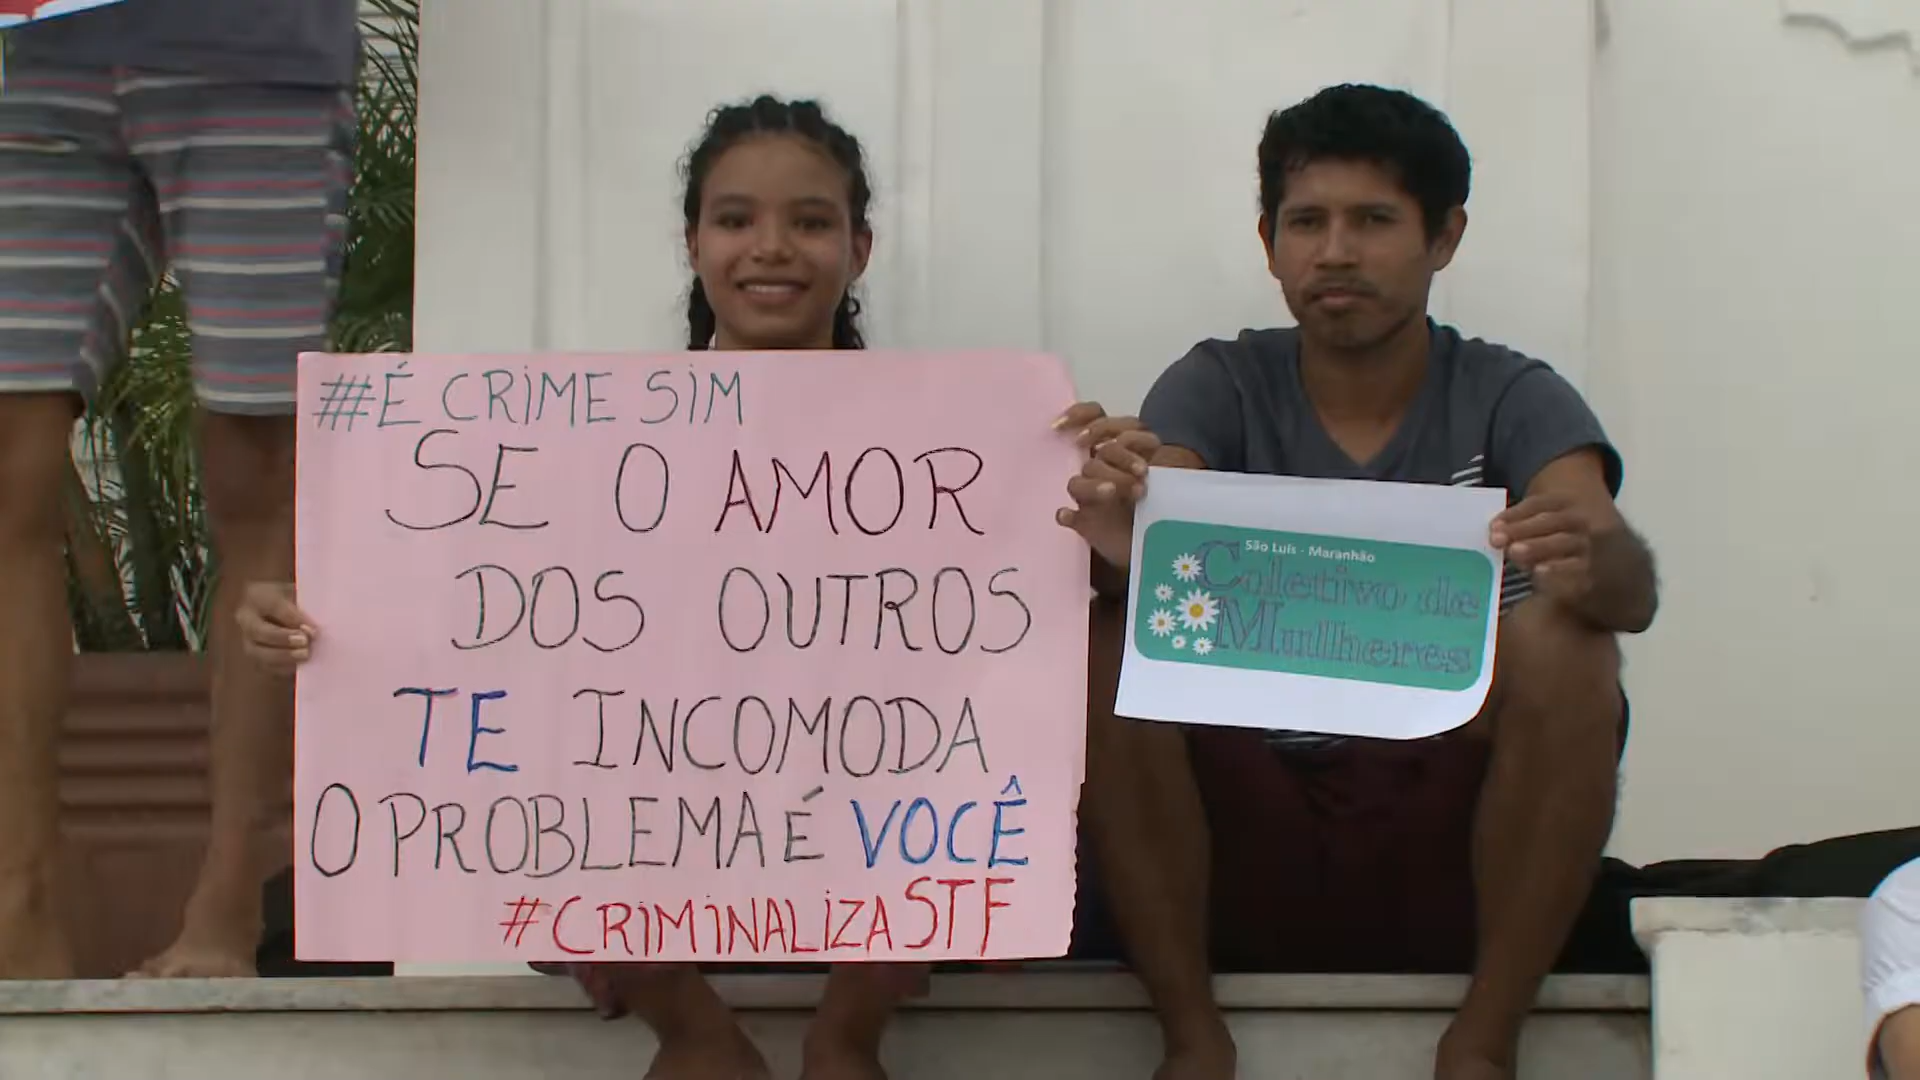 #É CRIME SIM
SE O AMOR
DOS OUTROS
TE INCOMODA
O PROBLEMA É VOCÊ
#CRIMINALIZA STF
São Luís - Maranhão
Coletivo de
Mulheres